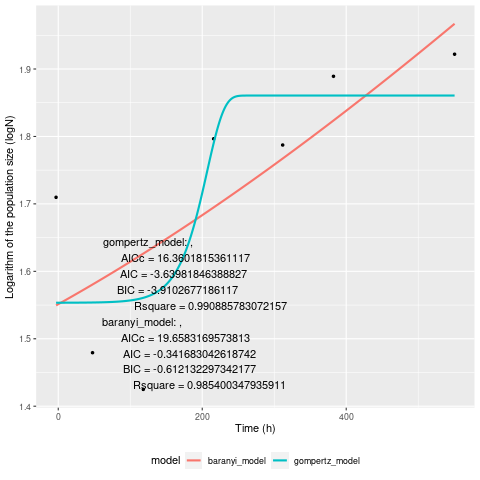 Logarithm of the population size (logN)
1.9
1.8
1.7
1.6
1.5
1.4
gompertz_model: ,
AICc = 16.3601815361117
AIC = -3.63981846388827
BIC = -3.9102677186117
Rsquare = 0.990885783072157
baranyi_model: ,
AICc = 19.6583169573813
AIC = -0.341683042618742
BIC = -0.612132297342177
Rsquare = 0.985400347935911
0 200 400
Time (h)
model baranyi_model gompertz_model